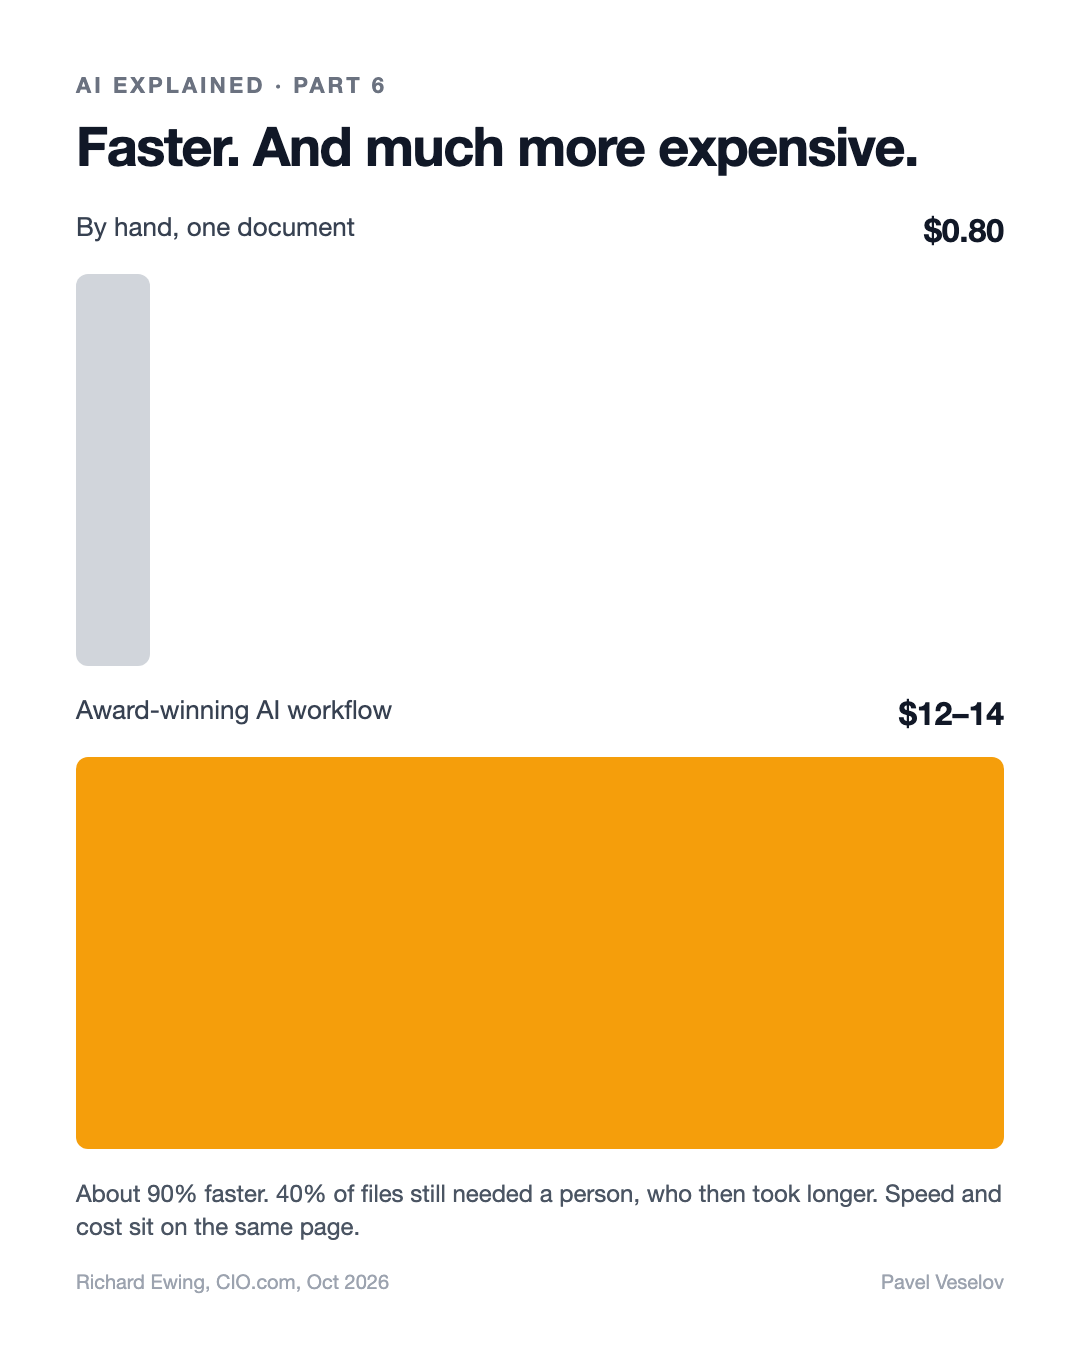 AI EXPLAINED · PART 6
Faster. And much more expensive.
By hand, one document
$0.80
Award-winning AI workflow
$12–14
About 90% faster. 40% of files still needed a person, who then took longer. Speed and
cost sit on the same page.
Richard Ewing, CIO.com, Oct 2026
Pavel Veselov